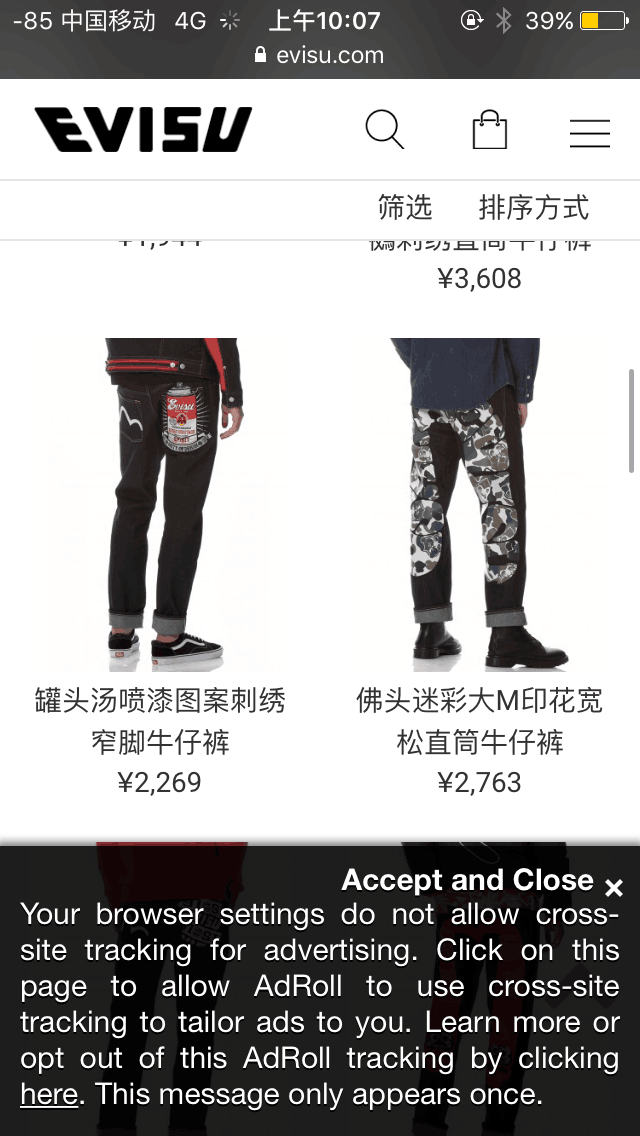 -85 中国移动 4G 上午10:07 39%
evisu.com
EVISU
筛选 排序方式
¥1,944
刺绣直筒牛仔裤
¥3,608
Evisu
罐头汤喷漆图案刺绣
窄脚牛仔裤
¥2,269
佛头迷彩大M印花宽
松直筒牛仔裤
¥2,763
Accept and Close ×
Your browser settings do not allow cross-
site tracking for advertising. Click on this
page to allow AdRoll to use cross-site
tracking to tailor ads to you. Learn more or
opt out of this AdRoll tracking by clicking
here. This message only appears once.